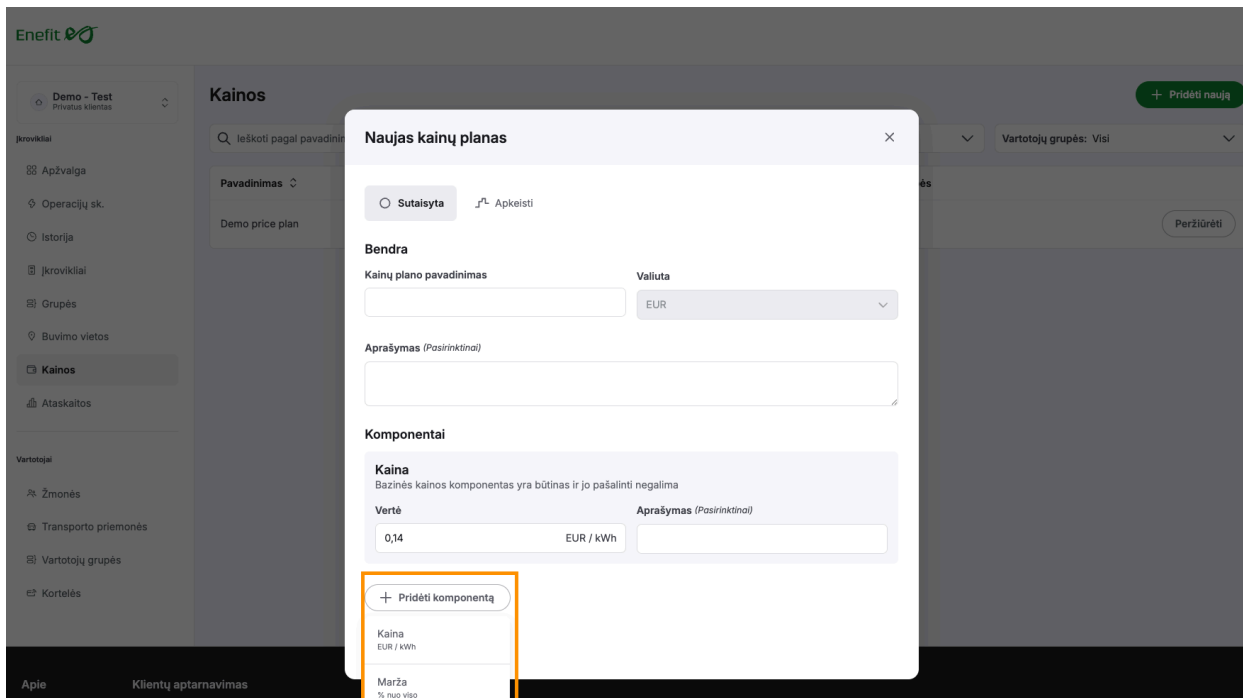 Enefit
Demo - Test
Privatus klientas
Įkrovikliai
Apžvalga
Operacijų sk.
Istorija
Įkrovikliai
Grupės
Buvimo vietos
Kainos
Ataskaitos
Vartotojai
Žmonės
Transporto priemonės
Vartotojų grupės
Kortelės
Kainos
+ Pridėti naują
Ieškoti pagal
Vartotojų grupės: Visi
Pavadinimas
Demo price plan
Peržiūrėti
Naujas kainų planas
Sutaisyta
Apkeisti
Bendra
Kainų plano pavadinimas
Valiuta
EUR
Aprašymas (Pasirinktinai)
Komponentai
Kaina
Bazinės kainos komponentas yra būtinas ir jo pašalinti negalima
Vertė
Aprašymas (Pasirinktinai)
0,14 EUR / kWh
+ Pridėti komponentą
Kaina
EUR / kWh
Marža
% nuo viso
Apie
Klientų aptarnavimas